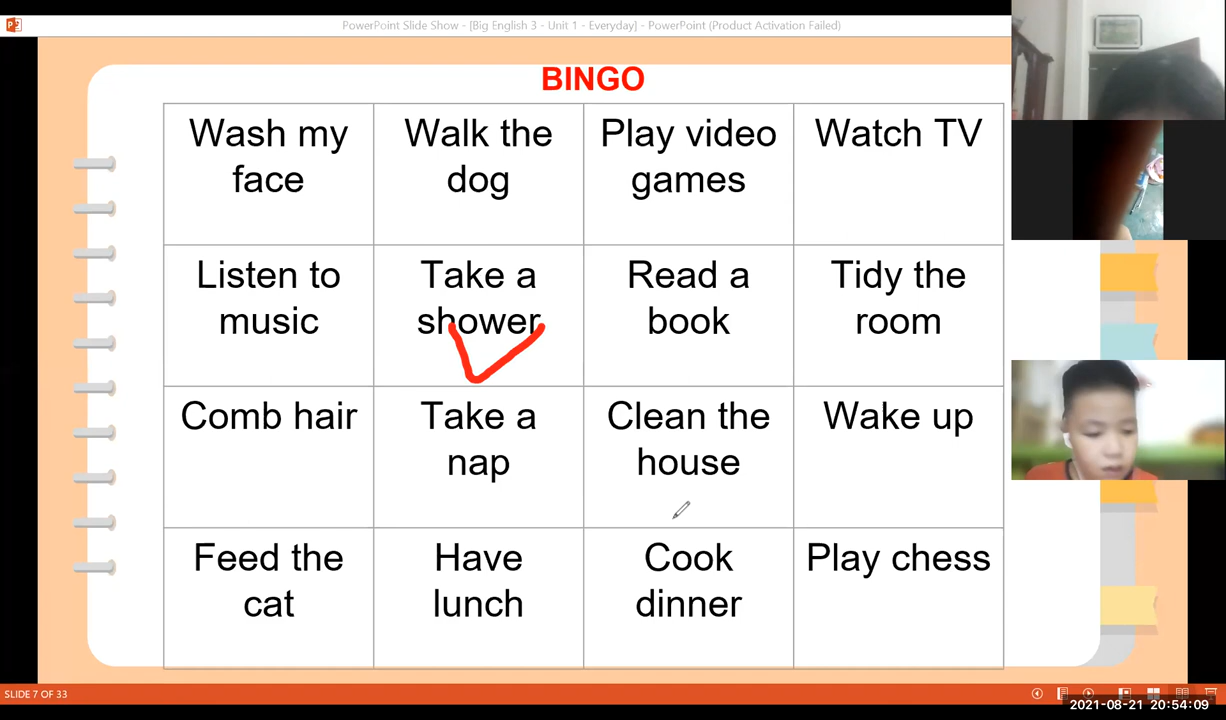 PowerPoint Slide Show - [Big English 3 - Unit 1 - Everyday] - PowerPoint (Product Activation Failed)
BINGO
Wash my
face
Walk the
dog
Play video
games
Watch TV
Listen to
music
Take a
shower
Read a
book
Tidy the
room
Comb hair
Take a
nap
Clean the
house
Wake up
Feed the
cat
Have
lunch
Cook
dinner
Play chess
SLIDE 7 OF 33
2021-08-21 20:54:09